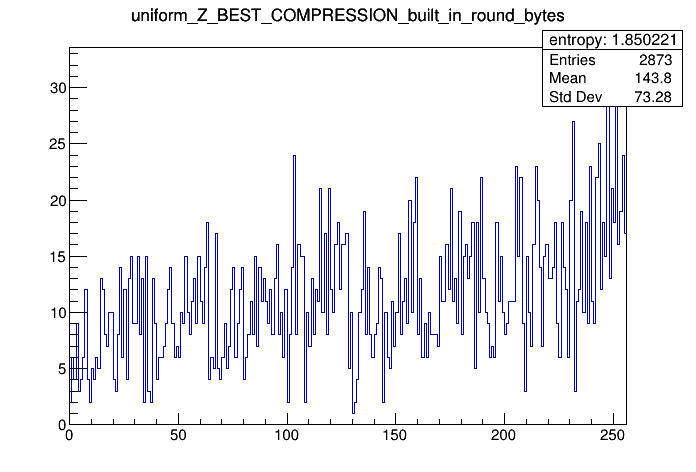 uniform_Z_BEST_COMPRESSION_built_in_round_bytes
entropy: 1.850221
Entries 2873
Mean 143.8
Std Dev 73.28
30
25
20
15
10
5
0
0 50 100 150 200 250